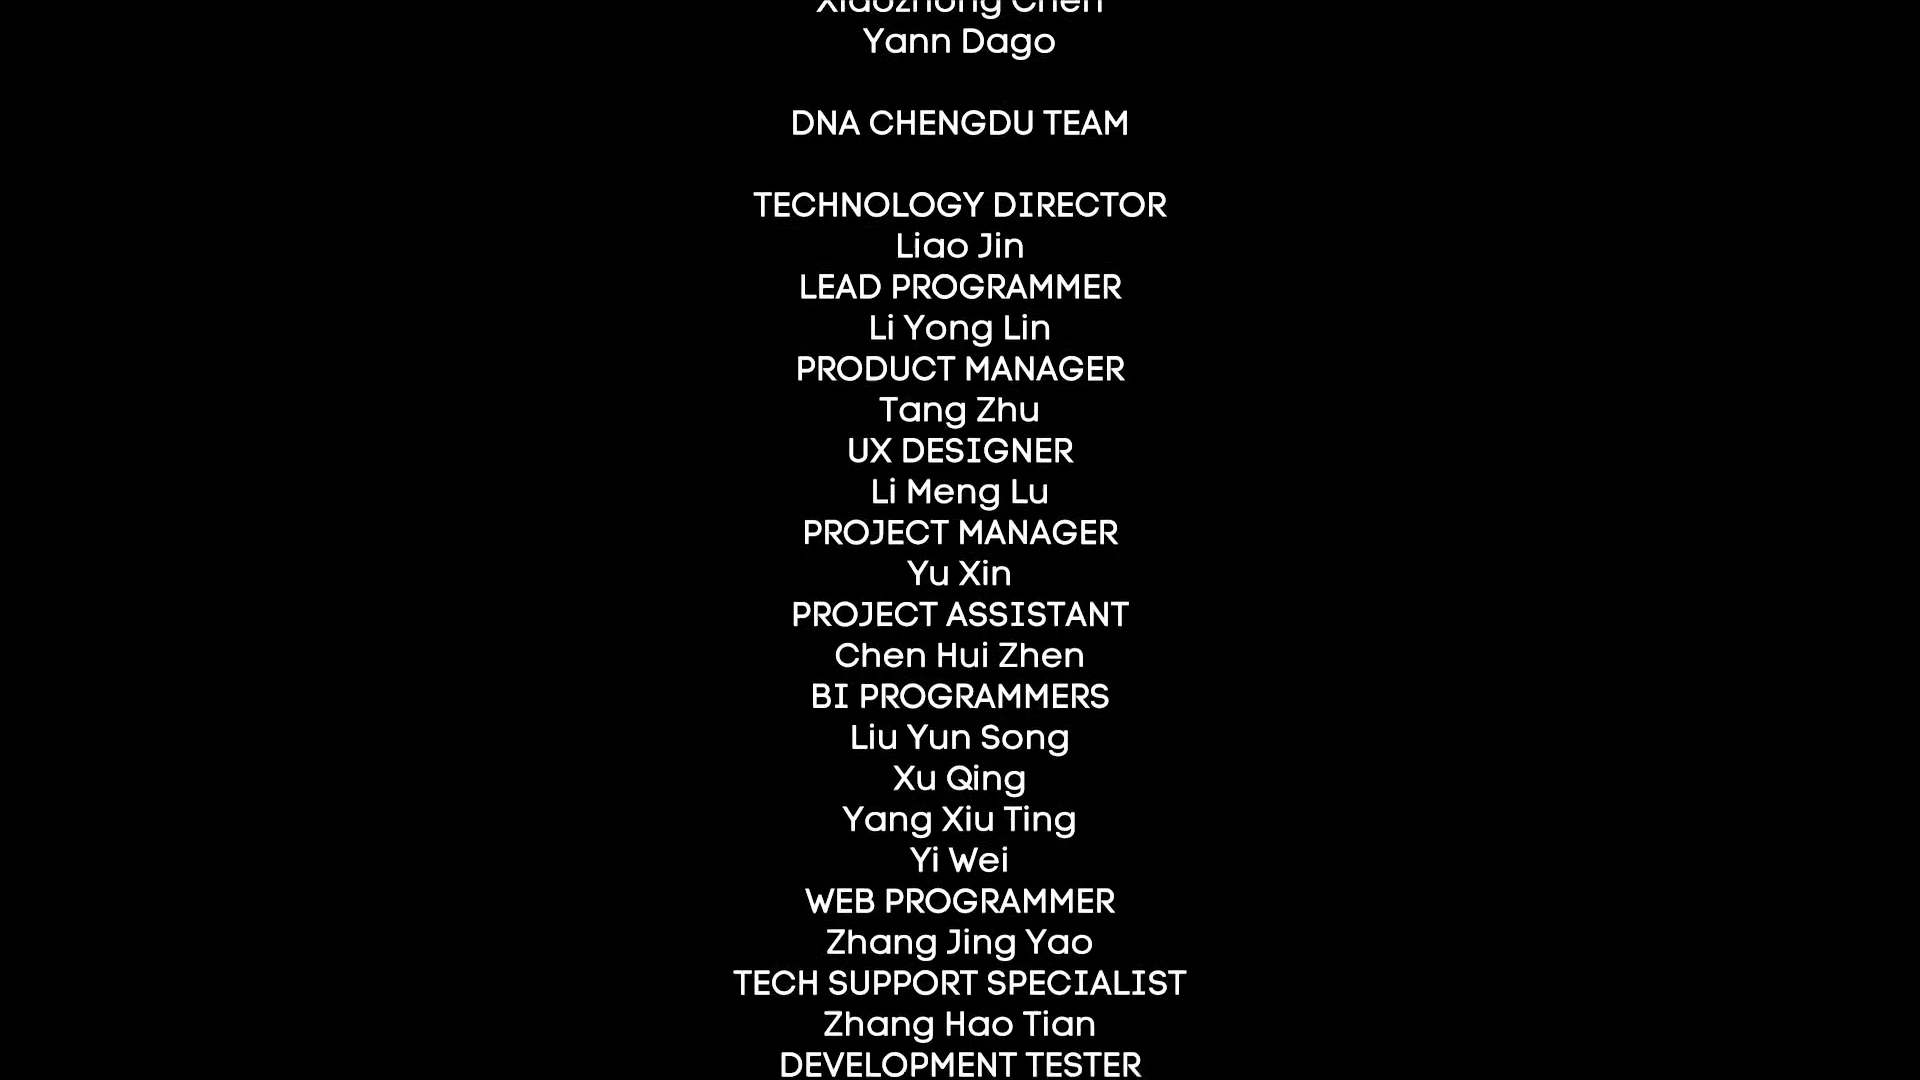 Xiaozhong Chen
Yann Dago
DNA CHENGDU TEAM
TECHNOLOGY DIRECTOR
Liao Jin
LEAD PROGRAMMER
Li Yong Lin
PRODUCT MANAGER
Tang Zhu
UX DESIGNER
Li Meng Lu
PROJECT MANAGER
Yu Xin
PROJECT ASSISTANT
Chen Hui Zhen
BI PROGRAMMERS
Liu Yun Song
Xu Qing
Yang Xiu Ting
Yi Wei
WEB PROGRAMMER
Zhang Jing Yao
TECH SUPPORT SPECIALIST
Zhang Hao Tian
DEVELOPMENT TESTER